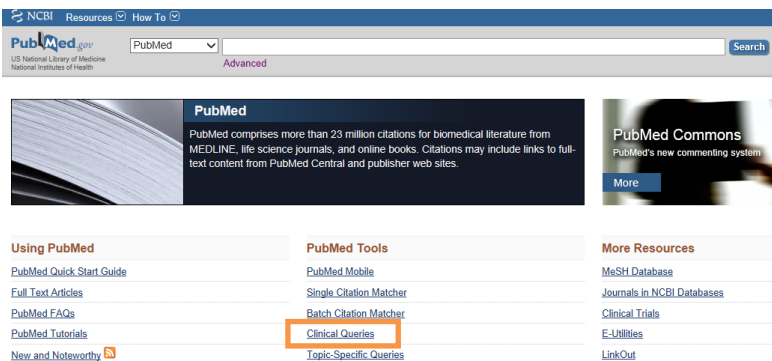 NCBI Resources How To
PubMed.gov
US National Library of Medicine
National Institutes of Health
PubMed
Search
Advanced
PubMed
PubMed comprises more than 23 million citations for biomedical literature from
MEDLINE, life science journals, and online books. Citations may include links to full-
text content from PubMed Central and publisher web sites.
PubMed Commons
PubMed's new commenting system
More
Using PubMed
PubMed Quick Start Guide
Full Text Articles
PubMed FAQs
PubMed Tutorials
New and Noteworthy
PubMed Tools
PubMed Mobile
Single Citation Matcher
Batch Citation Matcher
Clinical Queries
Topic-Specific Queries
More Resources
MeSH Database
Journals in NCBI Databases
Clinical Trials
E-Utilities
LinkOut